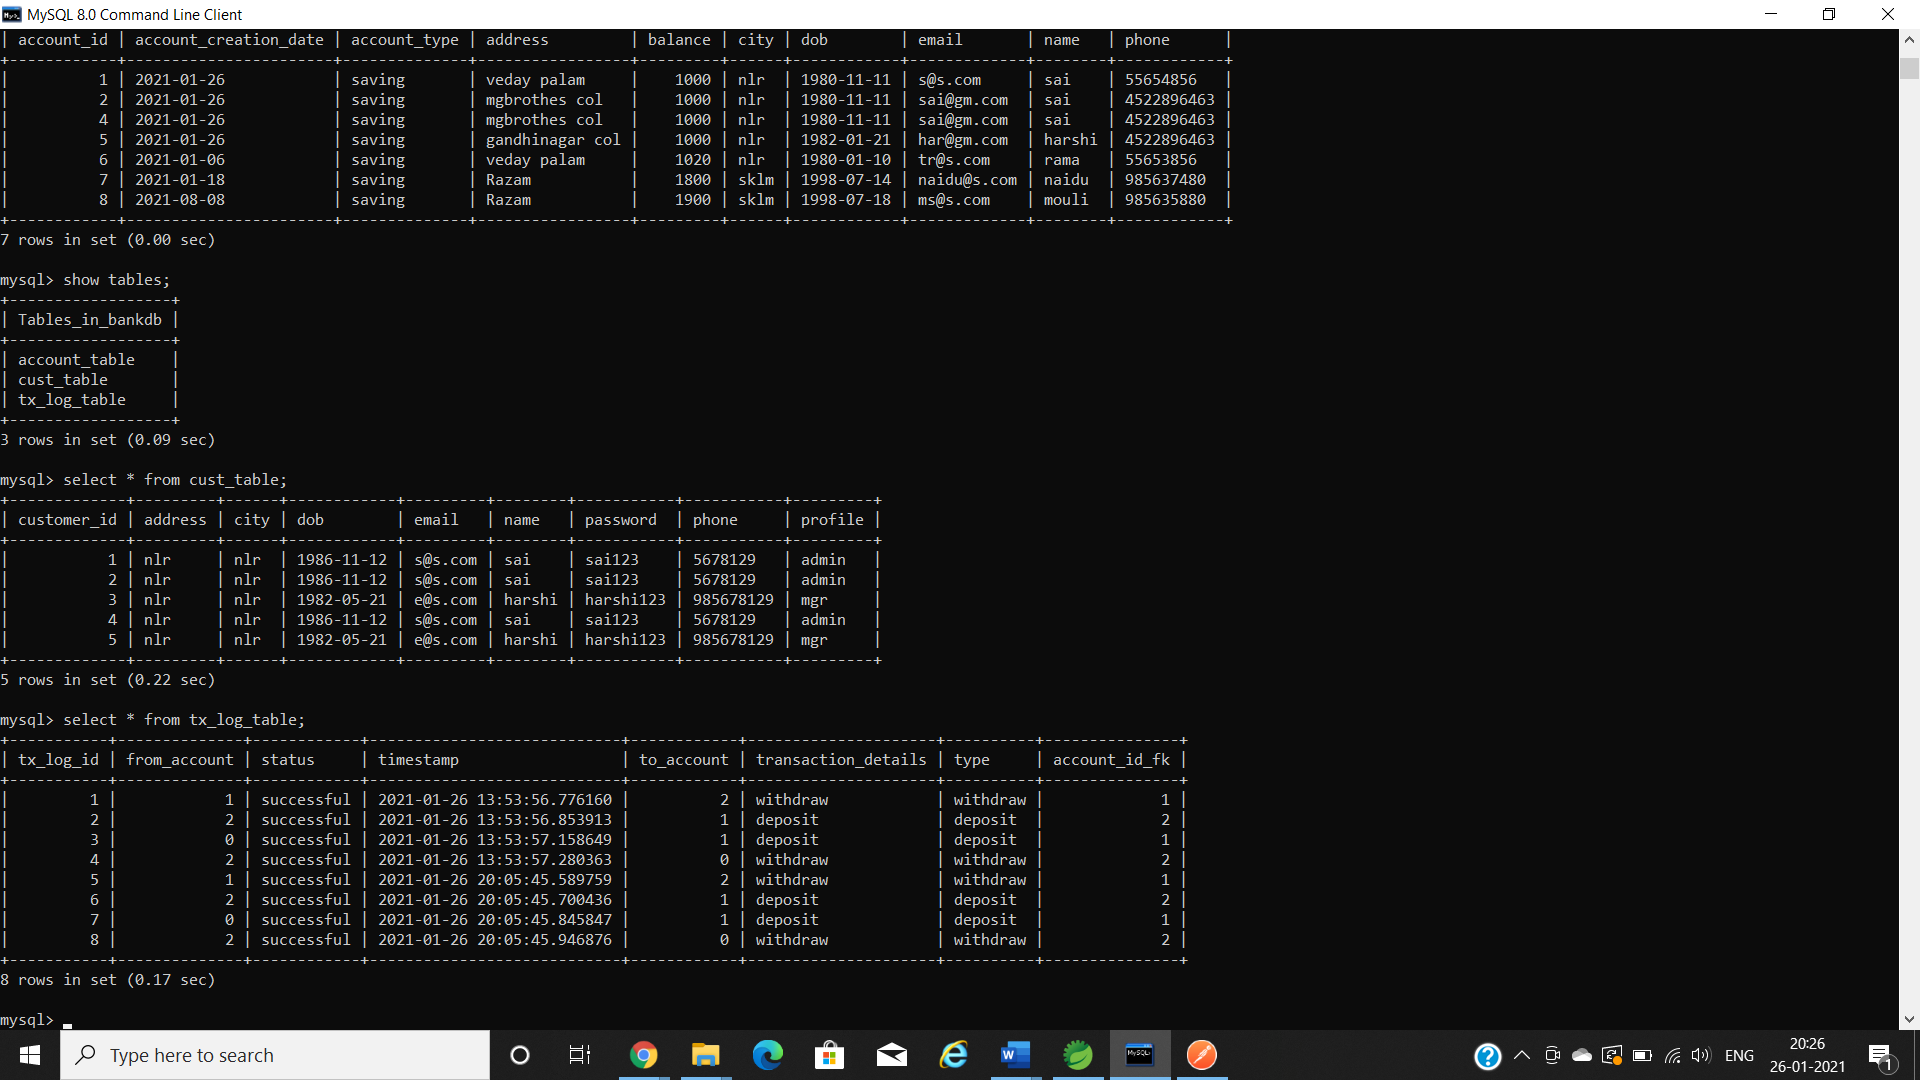 MySQL 8.0 Command Line Client
| account_id | account_creation_date | account_type | address          | balance | city | dob        | email       | name   | phone      |
+------------+-----------------------+--------------+------------------+---------+------+------------+-------------+--------+------------+
|          1 | 2021-01-26            | saving       | veday palam      |    1000 | nlr  | 1980-11-11 | s@s.com     | sai    | 55654856   |
|          2 | 2021-01-26            | saving       | mgbrothes col    |    1000 | nlr  | 1980-11-11 | sai@gm.com  | sai    | 4522896463 |
|          4 | 2021-01-26            | saving       | mgbrothes col    |    1000 | nlr  | 1980-11-11 | sai@gm.com  | sai    | 4522896463 |
|          5 | 2021-01-26            | saving       | gandhinagar col  |    1000 | nlr  | 1982-01-21 | har@gm.com  | harshi | 4522896463 |
|          6 | 2021-01-06            | saving       | veday palam      |    1020 | nlr  | 1980-01-10 | tr@s.com    | rama   | 55653856   |
|          7 | 2021-01-18            | saving       | Razam            |    1800 | sklm | 1998-07-14 | naidu@s.com | naidu  | 985637480  |
|          8 | 2021-08-08            | saving       | Razam            |    1900 | sklm | 1998-07-18 | ms@s.com    | mouli  | 985635880  |
+------------+-----------------------+--------------+------------------+---------+------+------------+-------------+--------+------------+
7 rows in set (0.00 sec)
mysql> show tables;
+------------------+
| Tables_in_bankdb |
+------------------+
| account_table    |
| cust_table       |
| tx_log_table     |
+------------------+
3 rows in set (0.09 sec)
mysql> select * from cust_table;
+-------------+---------+------+------------+---------+--------+-----------+-----------+---------+
| customer_id | address | city | dob        | email   | name   | password  | phone     | profile |
+-------------+---------+------+------------+---------+--------+-----------+-----------+---------+
|           1 | nlr     | nlr  | 1986-11-12 | s@s.com | sai    | sai123    | 5678129   | admin   |
|           2 | nlr     | nlr  | 1986-11-12 | s@s.com | sai    | sai123    | 5678129   | admin   |
|           3 | nlr     | nlr  | 1982-05-21 | e@s.com | harshi | harshi123 | 985678129 | mgr     |
|           4 | nlr     | nlr  | 1986-11-12 | s@s.com | sai    | sai123    | 5678129   | admin   |
|           5 | nlr     | nlr  | 1982-05-21 | e@s.com | harshi | harshi123 | 985678129 | mgr     |
+-------------+---------+------+------------+---------+--------+-----------+-----------+---------+
5 rows in set (0.22 sec)
mysql> select * from tx_log_table;
+-----------+--------------+------------+----------------------------+------------+---------------------+----------+---------------+
| tx_log_id | from_account | status     | timestamp                  | to_account | transaction_details | type     | account_id_fk |
+-----------+--------------+------------+----------------------------+------------+---------------------+----------+---------------+
|         1 |            1 | successful | 2021-01-26 13:53:56.776160 |          2 | withdraw            | withdraw |             1 |
|         2 |            2 | successful | 2021-01-26 13:53:56.853913 |          1 | deposit             | deposit  |             2 |
|         3 |            0 | successful | 2021-01-26 13:53:57.158649 |          1 | deposit             | deposit  |             1 |
|         4 |            2 | successful | 2021-01-26 13:53:57.280363 |          0 | withdraw            | withdraw |             2 |
|         5 |            1 | successful | 2021-01-26 20:05:45.589759 |          2 | withdraw            | withdraw |             1 |
|         6 |            2 | successful | 2021-01-26 20:05:45.700436 |          1 | deposit             | deposit  |             2 |
|         7 |            0 | successful | 2021-01-26 20:05:45.845847 |          1 | deposit             | deposit  |             1 |
|         8 |            2 | successful | 2021-01-26 20:05:45.946876 |          0 | withdraw            | withdraw |             2 |
+-----------+--------------+------------+----------------------------+------------+---------------------+----------+---------------+
8 rows in set (0.17 sec)
mysql>
Type here to search
ENG
20:26
26-01-2021
1